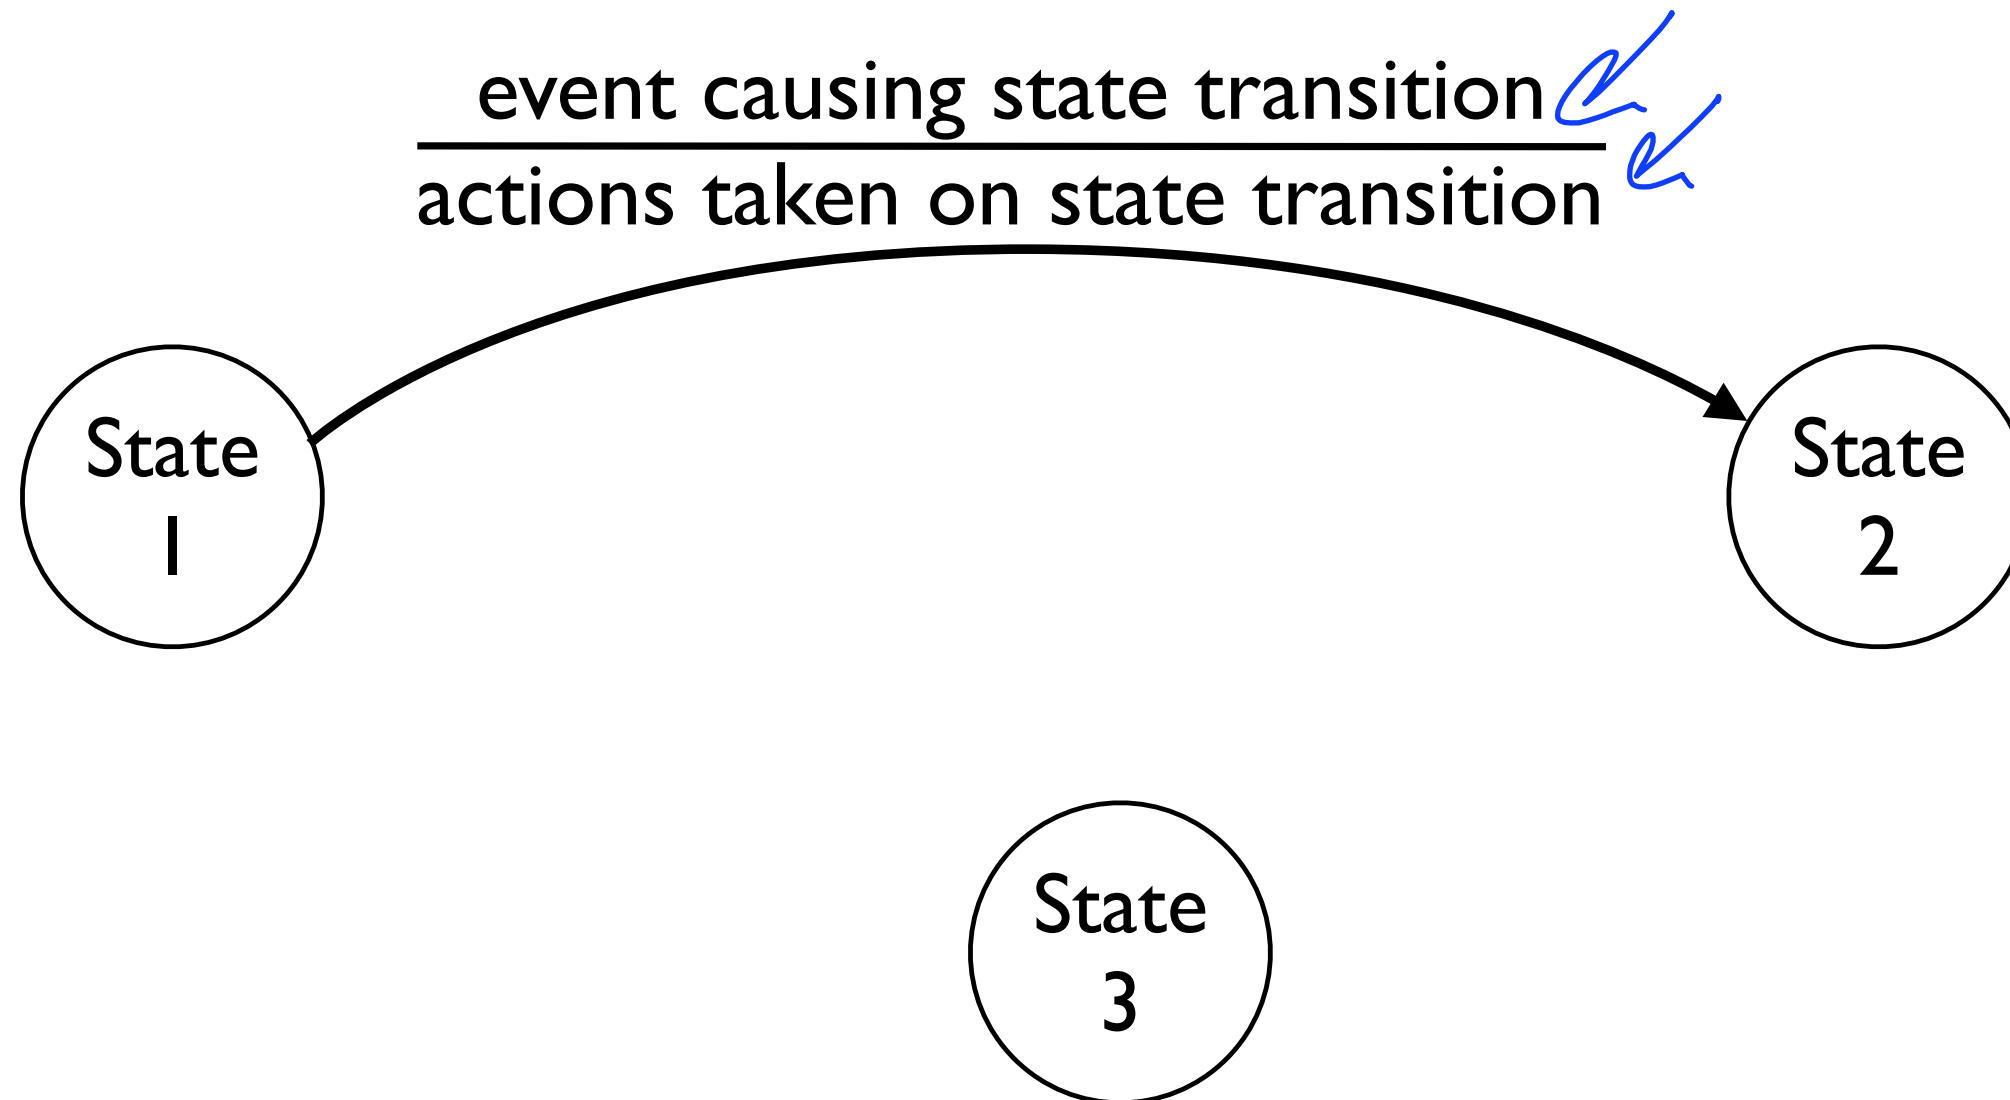 event causing state transition
actions taken on state transition
State
1
State
2
State
3